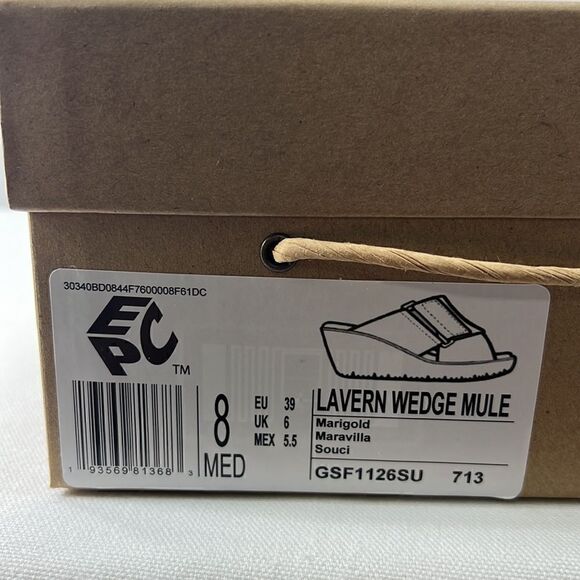 30340BD0844F7600008F61DC
EPC TM
1 93569 81368 3
8
MED
EU 39
UK 6
MEX 5.5
LAVERN WEDGE MULE
Marigold
Maravilla
Souci
GSF1126SU 713